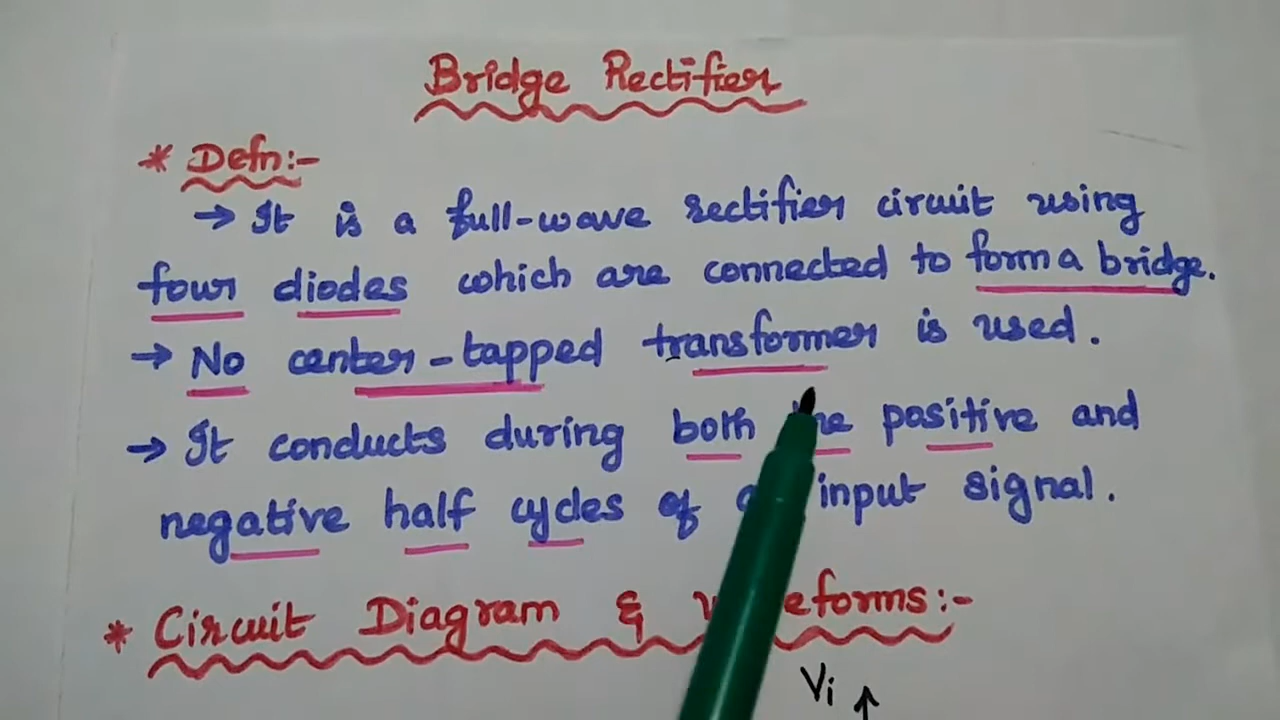 Bridge Rectifier
* Defn:-
→ It is a full-wave rectifier circuit using
four diodes which are connected to form a bridge.
→ No center-tapped transformer is used.
→ It conducts during both the positive and
negative half cycles of input signal.
* Circuit Diagram & :-
Vi ↑